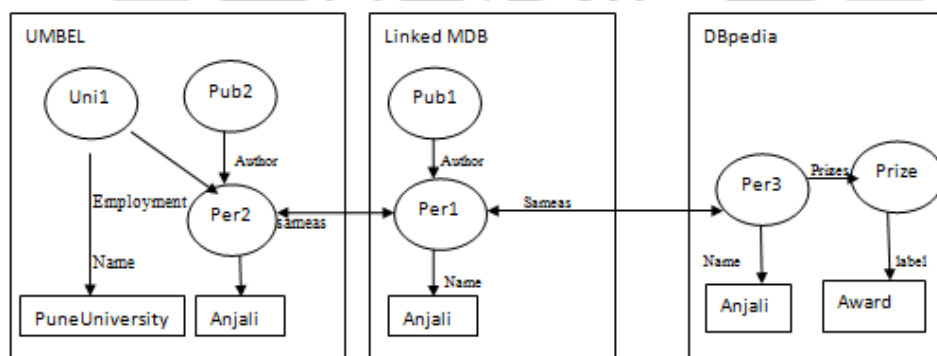 UMBEL
Uni1
Pub2
Author
Employment
Per2
sameas
Name
PuneUniversity
Anjali
Linked MDB
Pub1
Author
Per1
Sameas
Name
Anjali
DBpedia
Per3
Prizes
Prize
Name
label
Anjali
Award